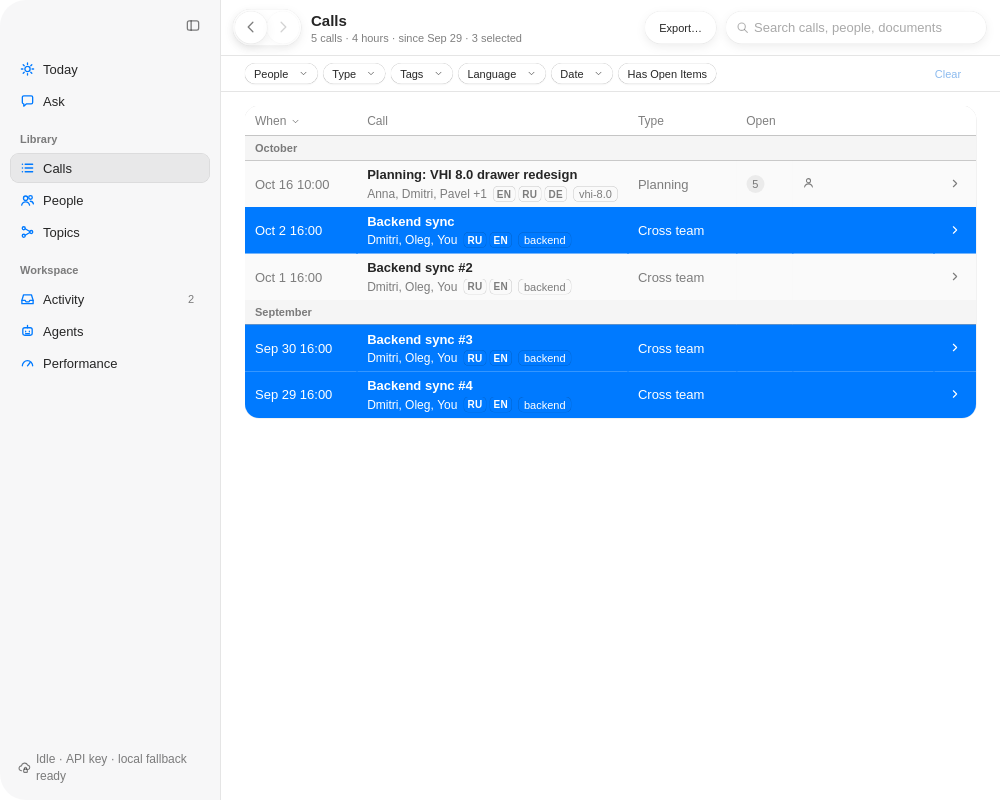 Calls
5 calls · 4 hours · since Sep 29 · 3 selected
Export…
Search calls, people, documents
Today
Ask
Library
Calls
People
Topics
Workspace
Activity 2
Agents
Performance
Idle · API key · local fallback
ready
People Type Tags Language Date Has Open Items Clear
When Call Type Open
October
Oct 16 10:00 Planning: VHI 8.0 drawer redesign Planning 5
Anna, Dmitri, Pavel +1 EN RU DE vhi-8.0
Oct 2 16:00 Backend sync Cross team
Dmitri, Oleg, You RU EN backend
Oct 1 16:00 Backend sync #2 Cross team
Dmitri, Oleg, You RU EN backend
September
Sep 30 16:00 Backend sync #3 Cross team
Dmitri, Oleg, You RU EN backend
Sep 29 16:00 Backend sync #4 Cross team
Dmitri, Oleg, You RU EN backend